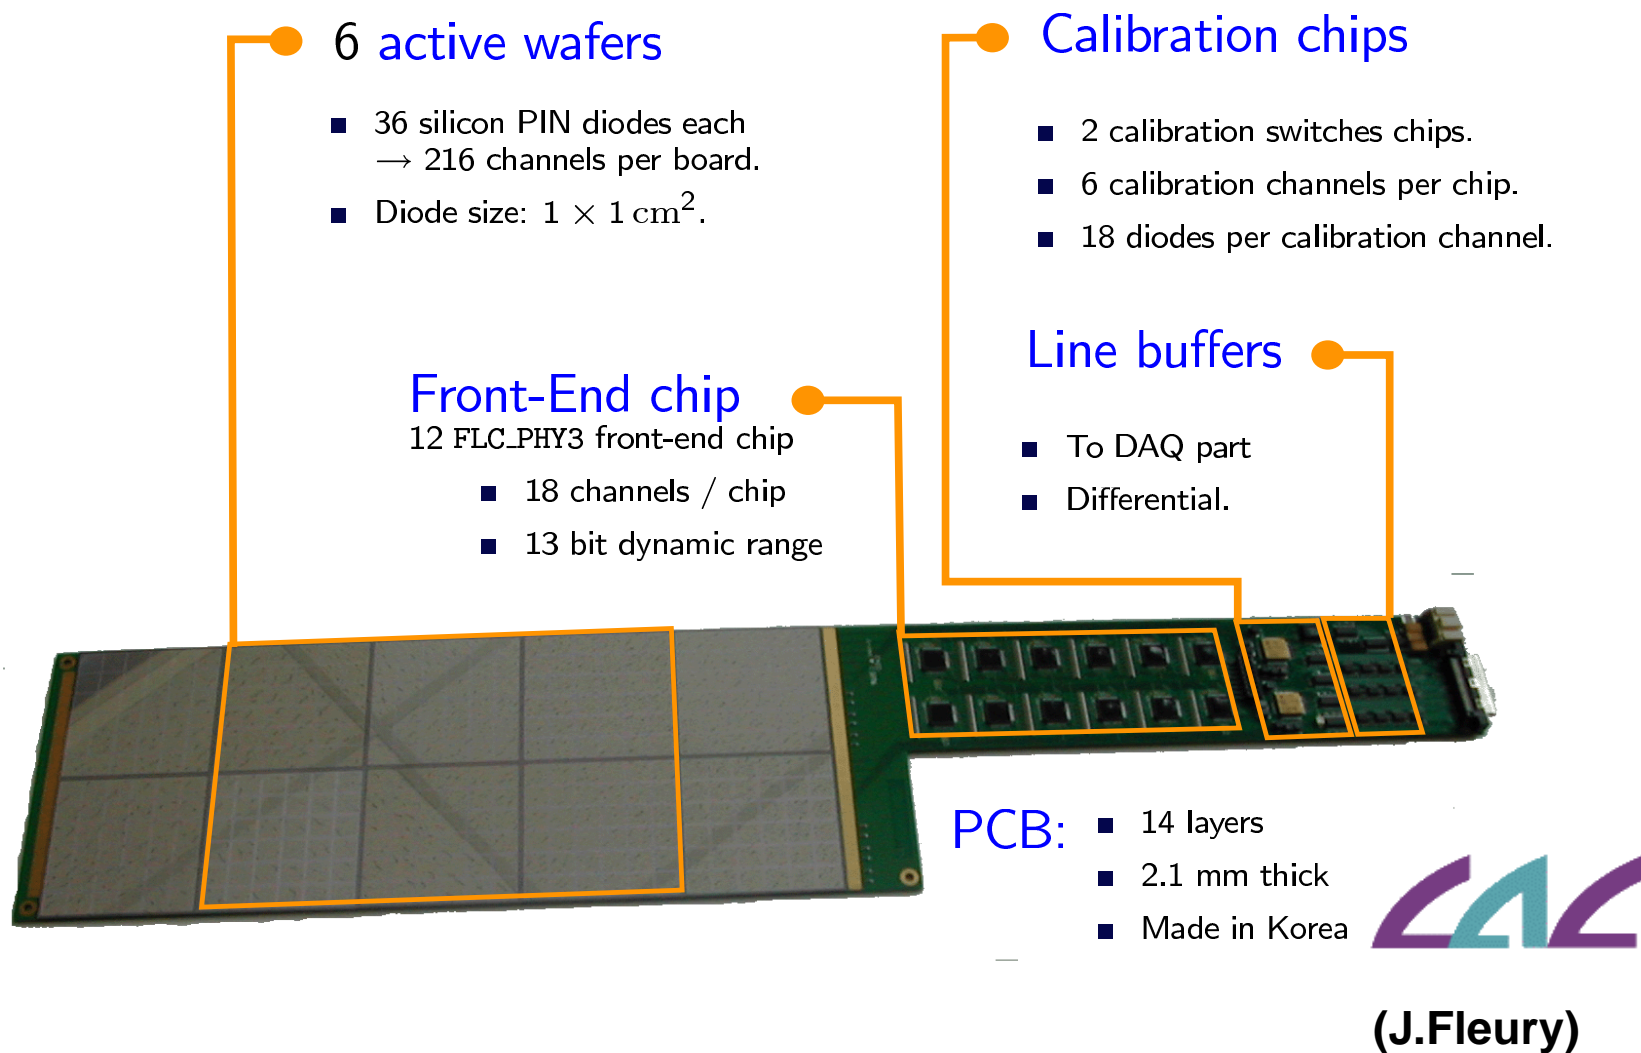 6 active wafers
36 silicon PIN diodes each
→ 216 channels per board.
Diode size: 1 × 1 cm².
Calibration chips
2 calibration switches chips.
6 calibration channels per chip.
18 diodes per calibration channel.
Line buffers
To DAQ part
Differential.
Front-End chip
12 FLC_PHY3 front-end chip
18 channels / chip
13 bit dynamic range
PCB:
14 layers
2.1 mm thick
Made in Korea
(J.Fleury)